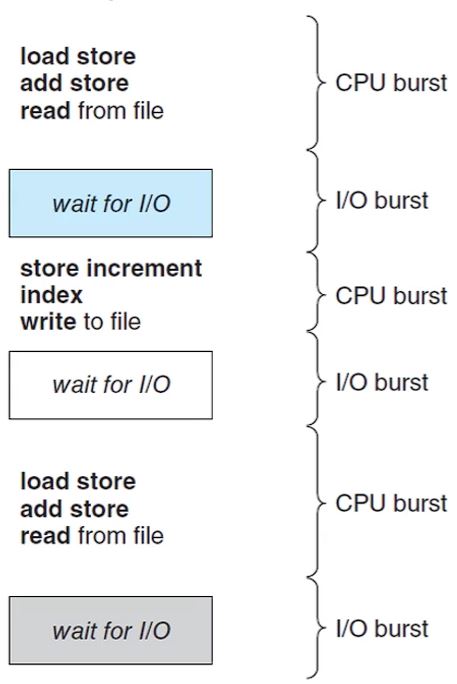 load store
add store
read from file
CPU burst
wait for I/O
I/O burst
store increment
index
write to file
CPU burst
wait for I/O
I/O burst
load store
add store
read from file
CPU burst
wait for I/O
I/O burst